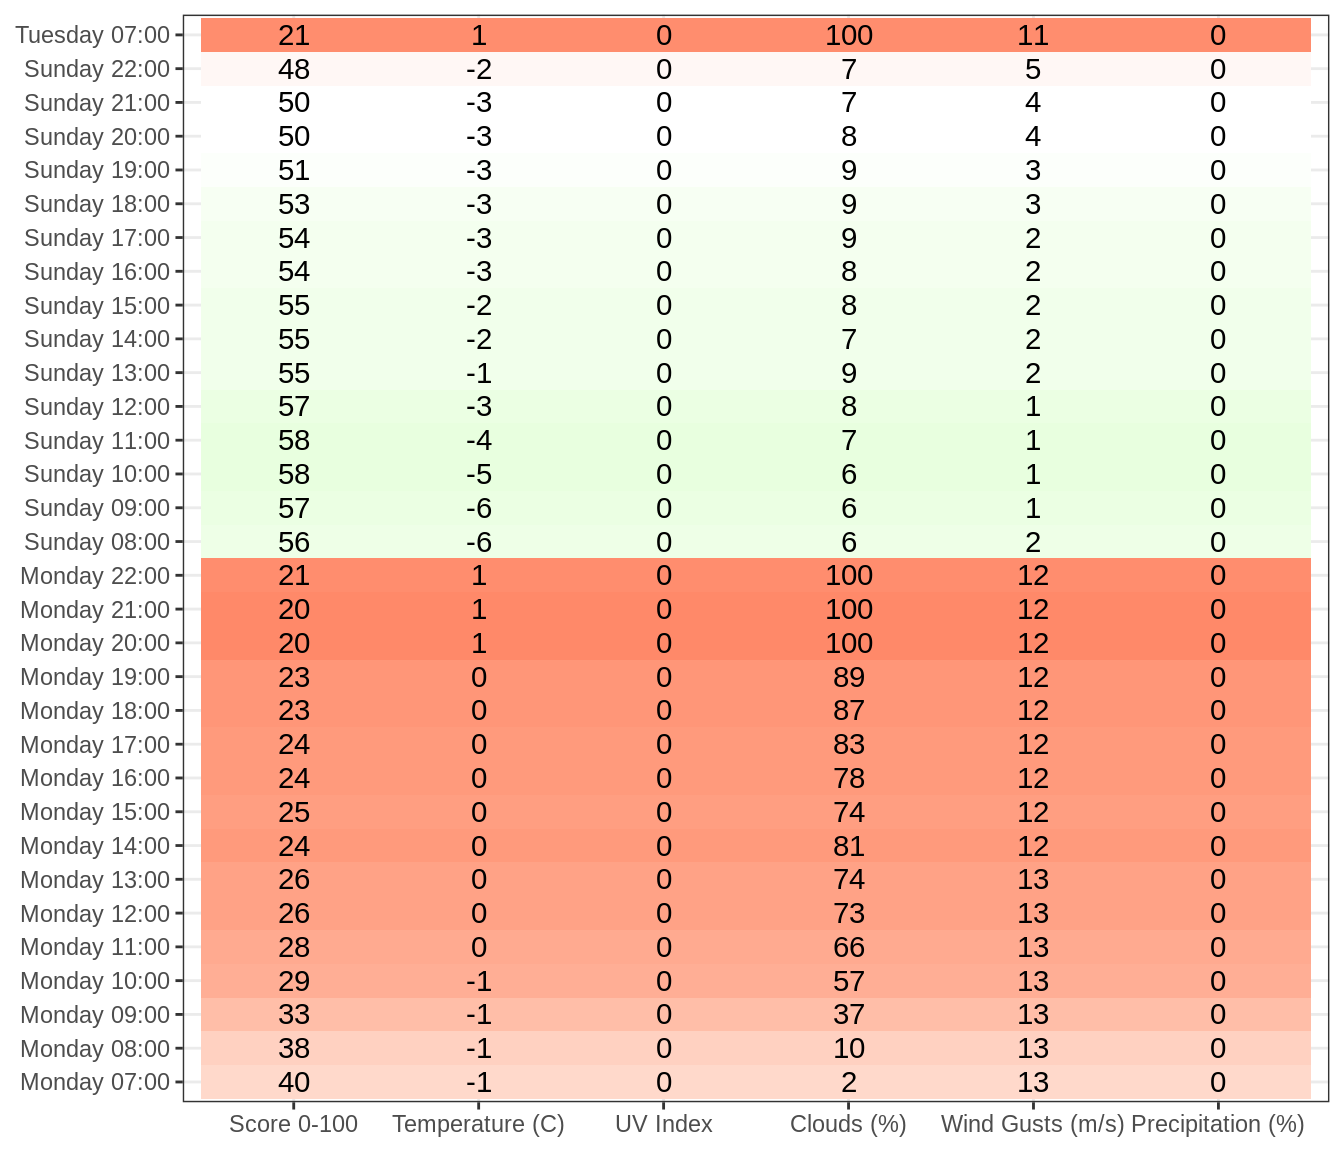 Tuesday 07:00 21 1 0 100 11 0
Sunday 22:00 48 -2 0 7 5 0
Sunday 21:00 50 -3 0 7 4 0
Sunday 20:00 50 -3 0 8 4 0
Sunday 19:00 51 -3 0 9 3 0
Sunday 18:00 53 -3 0 9 3 0
Sunday 17:00 54 -3 0 9 2 0
Sunday 16:00 54 -3 0 8 2 0
Sunday 15:00 55 -2 0 8 2 0
Sunday 14:00 55 -2 0 7 2 0
Sunday 13:00 55 -1 0 9 2 0
Sunday 12:00 57 -3 0 8 1 0
Sunday 11:00 58 -4 0 7 1 0
Sunday 10:00 58 -5 0 6 1 0
Sunday 09:00 57 -6 0 6 1 0
Sunday 08:00 56 -6 0 6 2 0
Monday 22:00 21 1 0 100 12 0
Monday 21:00 20 1 0 100 12 0
Monday 20:00 20 1 0 100 12 0
Monday 19:00 23 0 0 89 12 0
Monday 18:00 23 0 0 87 12 0
Monday 17:00 24 0 0 83 12 0
Monday 16:00 24 0 0 78 12 0
Monday 15:00 25 0 0 74 12 0
Monday 14:00 24 0 0 81 12 0
Monday 13:00 26 0 0 74 13 0
Monday 12:00 26 0 0 73 13 0
Monday 11:00 28 0 0 66 13 0
Monday 10:00 29 -1 0 57 13 0
Monday 09:00 33 -1 0 37 13 0
Monday 08:00 38 -1 0 10 13 0
Monday 07:00 40 -1 0 2 13 0
Score 0-100 Temperature (C) UV Index Clouds (%) Wind Gusts (m/s) Precipitation (%)